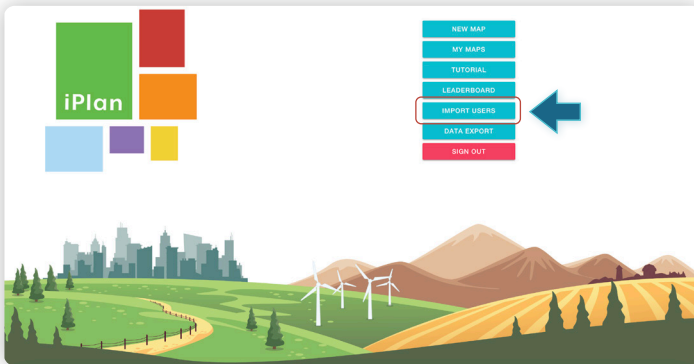 iPlan
NEW MAP
MY MAPS
TUTORIAL
LEADERBOARD
IMPORT USERS
DATA EXPORT
SIGN OUT